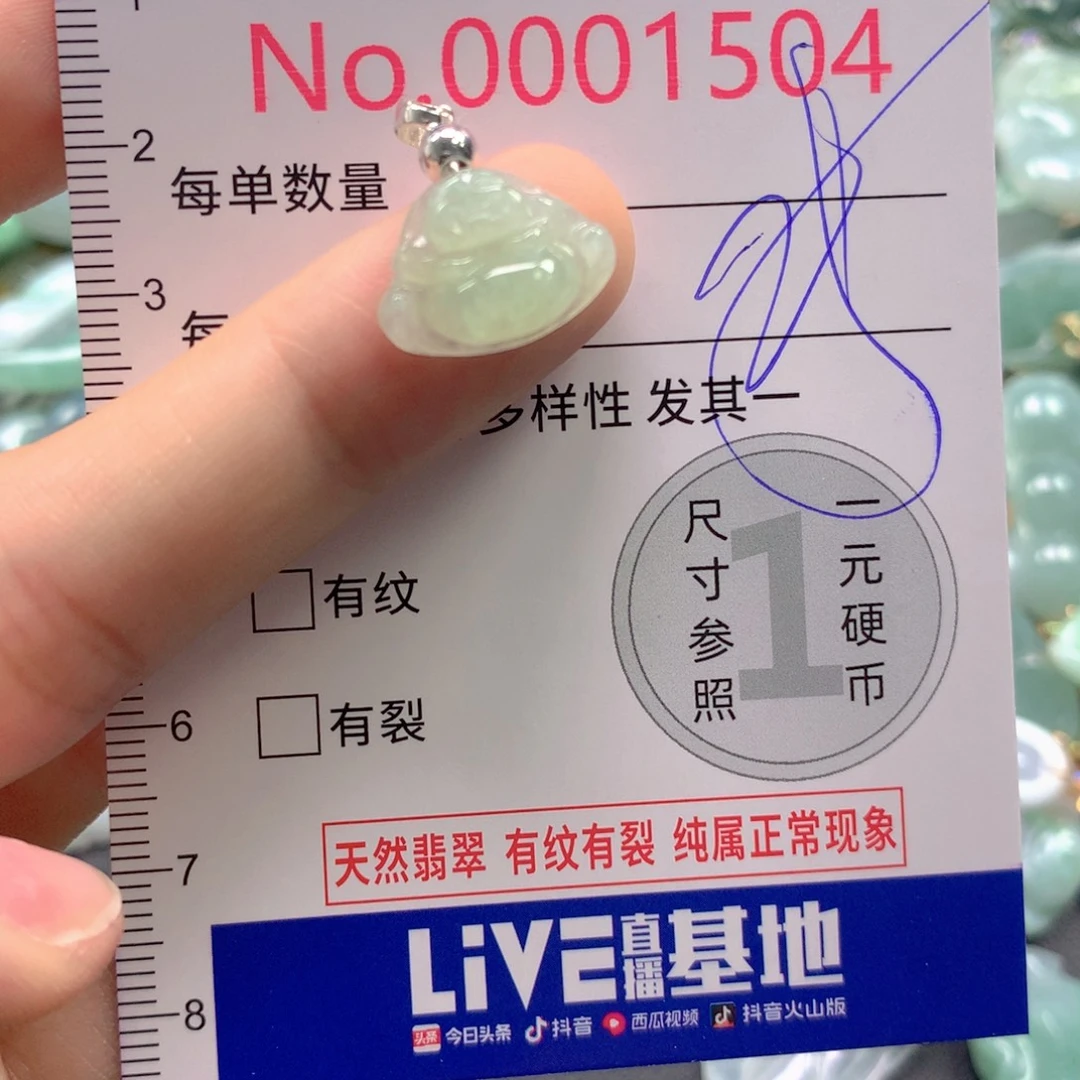 No.0001504
2
每单数量
3
每
多样性 发其一
尺寸参照
一元硬币
1
有纹
有裂
6
7
天然翡翠 有纹有裂 纯属正常现象
LiVE直播基地
头条 今日头条 抖音 西瓜视频 抖音火山版
8